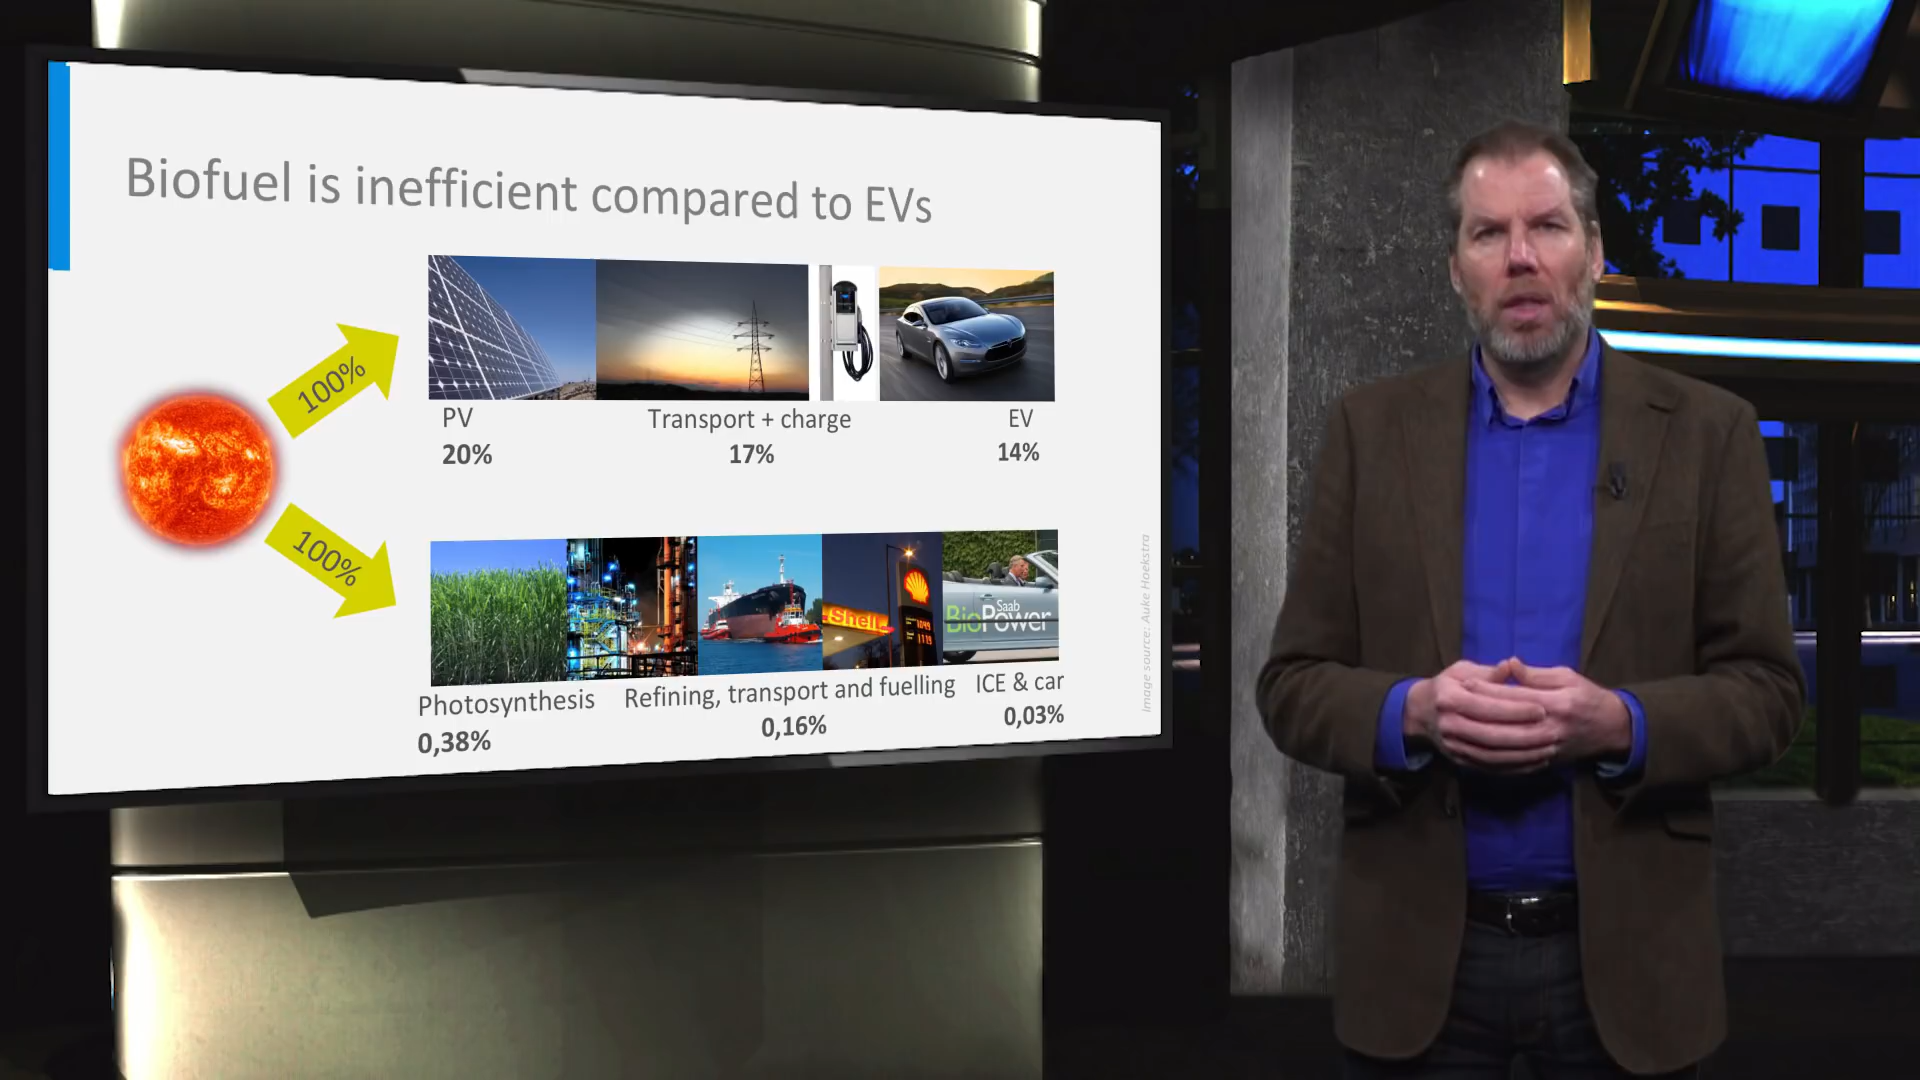 Biofuel is inefficient compared to EVs
100%
PV
Transport + charge
EV
20%
17%
14%
100%
Shell
Saab
BioPower
Photosynthesis
Refining, transport and fuelling
ICE & car
0,38%
0,16%
0,03%
Image source: Auke Hoekstra